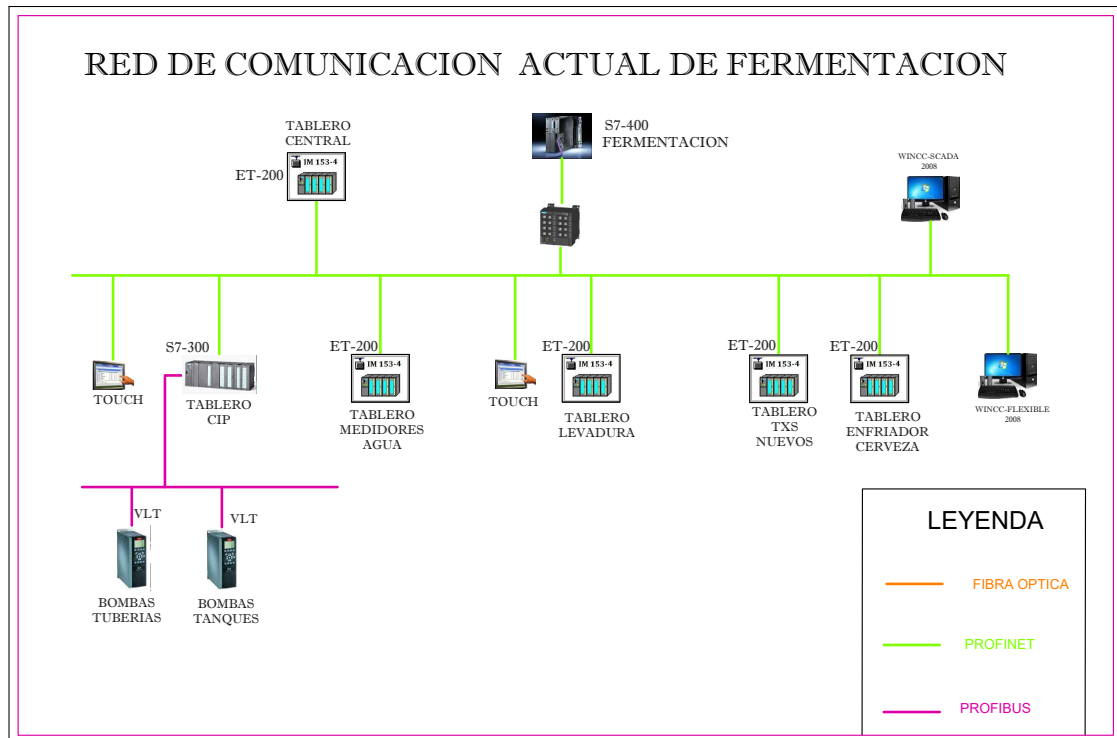 RED DE COMUNICACION ACTUAL DE FERMENTACION
TABLERO
CENTRAL
ET-200
IM 153-4
S7-400
FERMENTACION
WINCC-SCADA
2008
S7-300
ET-200
ET-200
ET-200
ET-200
IM 153-4
IM 153-4
IM 153-4
IM 153-4
TOUCH
TABLERO
CIP
TABLERO
MEDIDORES
AGUA
TOUCH
TABLERO
LEVADURA
TABLERO
TXS
NUEVOS
TABLERO
ENFRIADOR
CERVEZA
WINCC-FLEXIBLE
2008
VLT
VLT
BOMBAS
TUBERIAS
BOMBAS
TANQUES
LEYENDA
FIBRA OPTICA
PROFINET
PROFIBUS